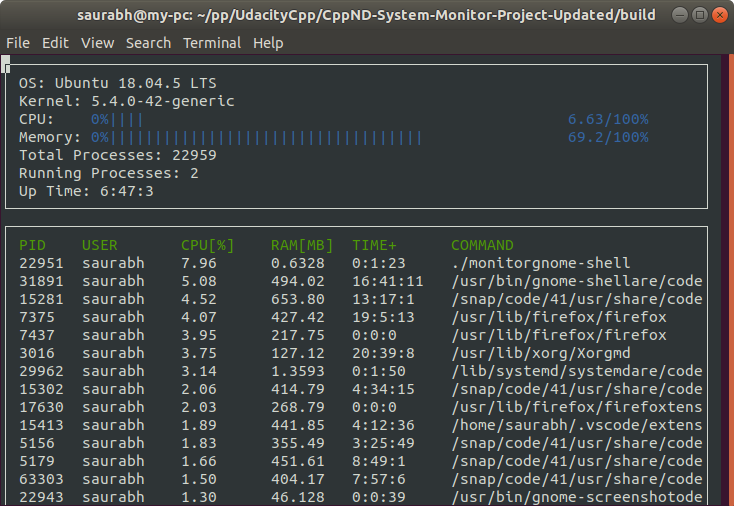 saurabh@my-pc: ~/pp/UdacityCpp/CppND-System-Monitor-Project-Updated/build
File Edit View Search Terminal Help
OS: Ubuntu 18.04.5 LTS
Kernel: 5.4.0-42-generic
CPU: 0%|||| 6.63/100%
Memory: 0%||||||||||||||||||||||||||||||||||| 69.2/100%
Total Processes: 22959
Running Processes: 2
Up Time: 6:47:3
PID USER CPU[%] RAM[MB] TIME+ COMMAND
22951 saurabh 7.96 0.6328 0:1:23 ./monitorgnome-shell
31891 saurabh 5.08 494.02 16:41:11 /usr/bin/gnome-shellare/code
15281 saurabh 4.52 653.80 13:17:1 /snap/code/41/usr/share/code
7375 saurabh 4.07 427.42 19:5:13 /usr/lib/firefox/firefox
7437 saurabh 3.95 217.75 0:0:0 /usr/lib/firefox/firefox
3016 saurabh 3.75 127.12 20:39:8 /usr/lib/xorg/Xorgmd
29962 saurabh 3.14 1.3593 0:1:50 /lib/systemd/systemdare/code
15302 saurabh 2.06 414.79 4:34:15 /snap/code/41/usr/share/code
17630 saurabh 2.03 268.79 0:0:0 /usr/lib/firefox/firefoxtens
15413 saurabh 1.89 441.85 4:12:36 /home/saurabh/.vscode/extens
5156 saurabh 1.83 355.49 3:25:49 /snap/code/41/usr/share/code
5179 saurabh 1.66 451.61 8:49:1 /snap/code/41/usr/share/code
63303 saurabh 1.50 404.17 7:57:6 /snap/code/41/usr/share/code
22943 saurabh 1.30 46.128 0:0:39 /usr/bin/gnome-screenshotode